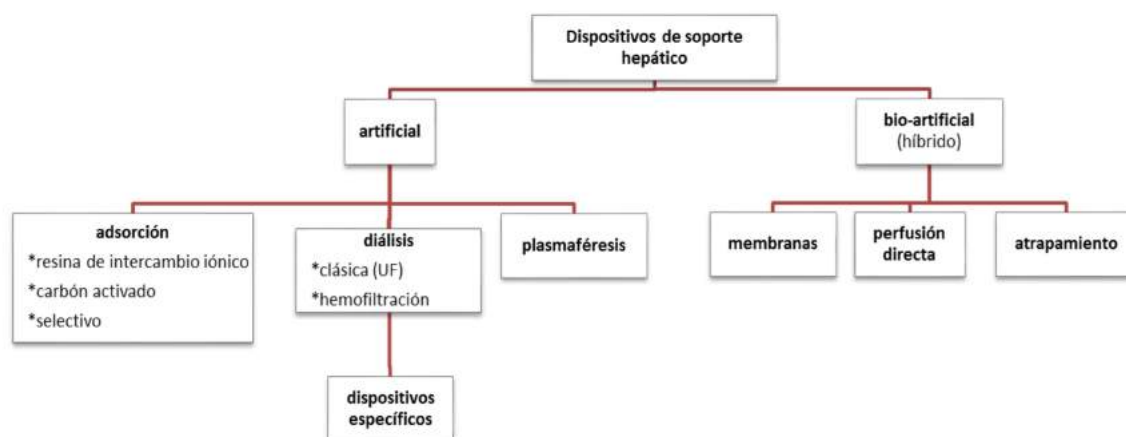 Dispositivos de soporte
hepático
artificial
bio-artificial
(híbrido)
adsorción
*resina de intercambio iónico
*carbón activado
*selectivo
diálisis
*clásica (UF)
*hemofiltración
plasmaféresis
membranas
perfusión
directa
atrapamiento
dispositivos
específicos